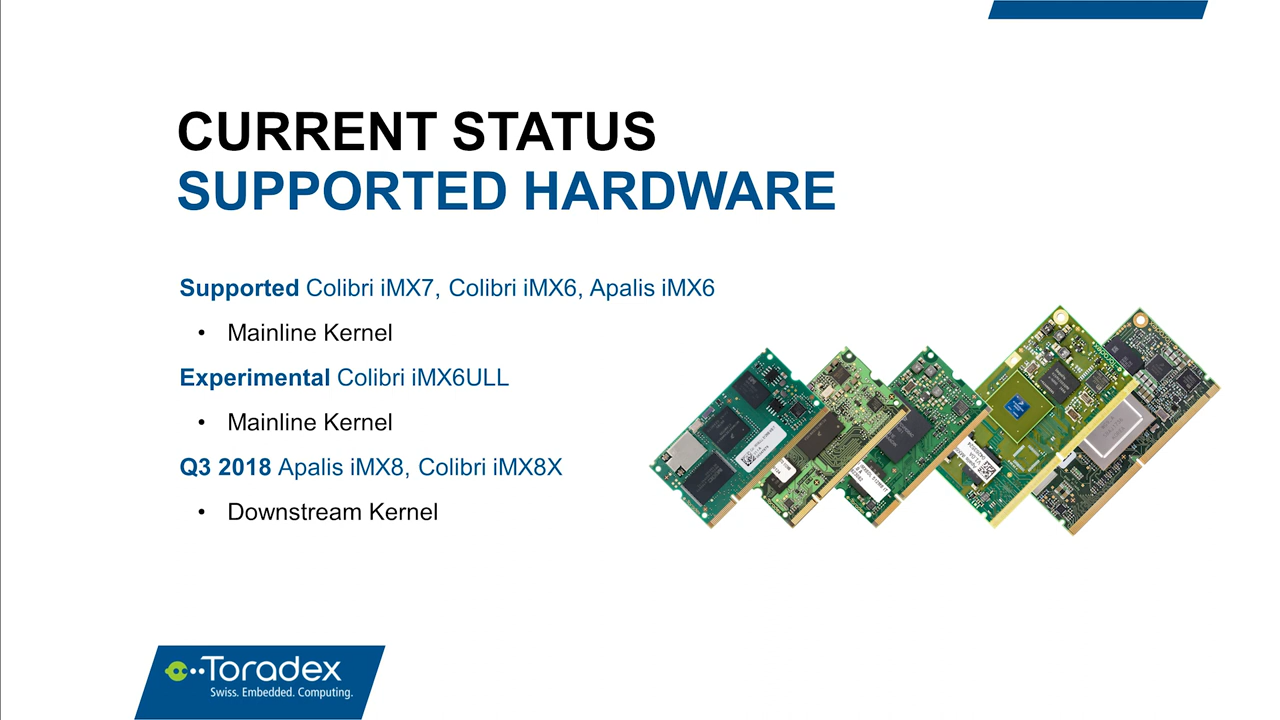 CURRENT STATUS
SUPPORTED HARDWARE
Supported Colibri iMX7, Colibri iMX6, Apalis iMX6
• Mainline Kernel
Experimental Colibri iMX6ULL
• Mainline Kernel
Q3 2018 Apalis iMX8, Colibri iMX8X
• Downstream Kernel
Toradex
Swiss. Embedded. Computing.